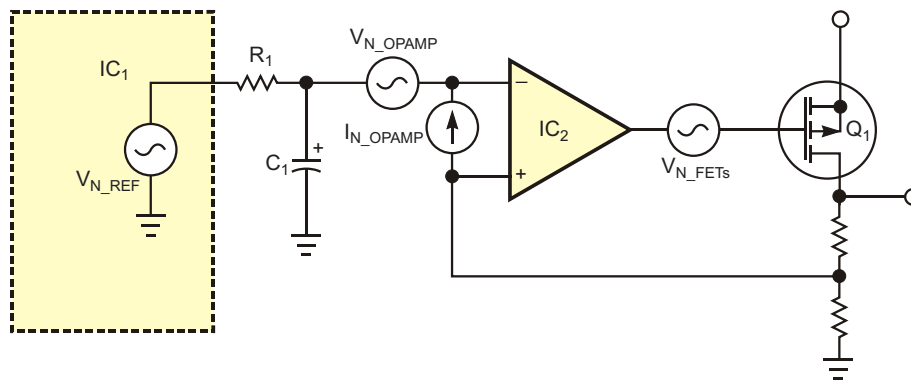 IC1
VN_REF
R1
C1
+
VN_OPAMP
IN_OPAMP
−
+
IC2
VN_FETs
Q1